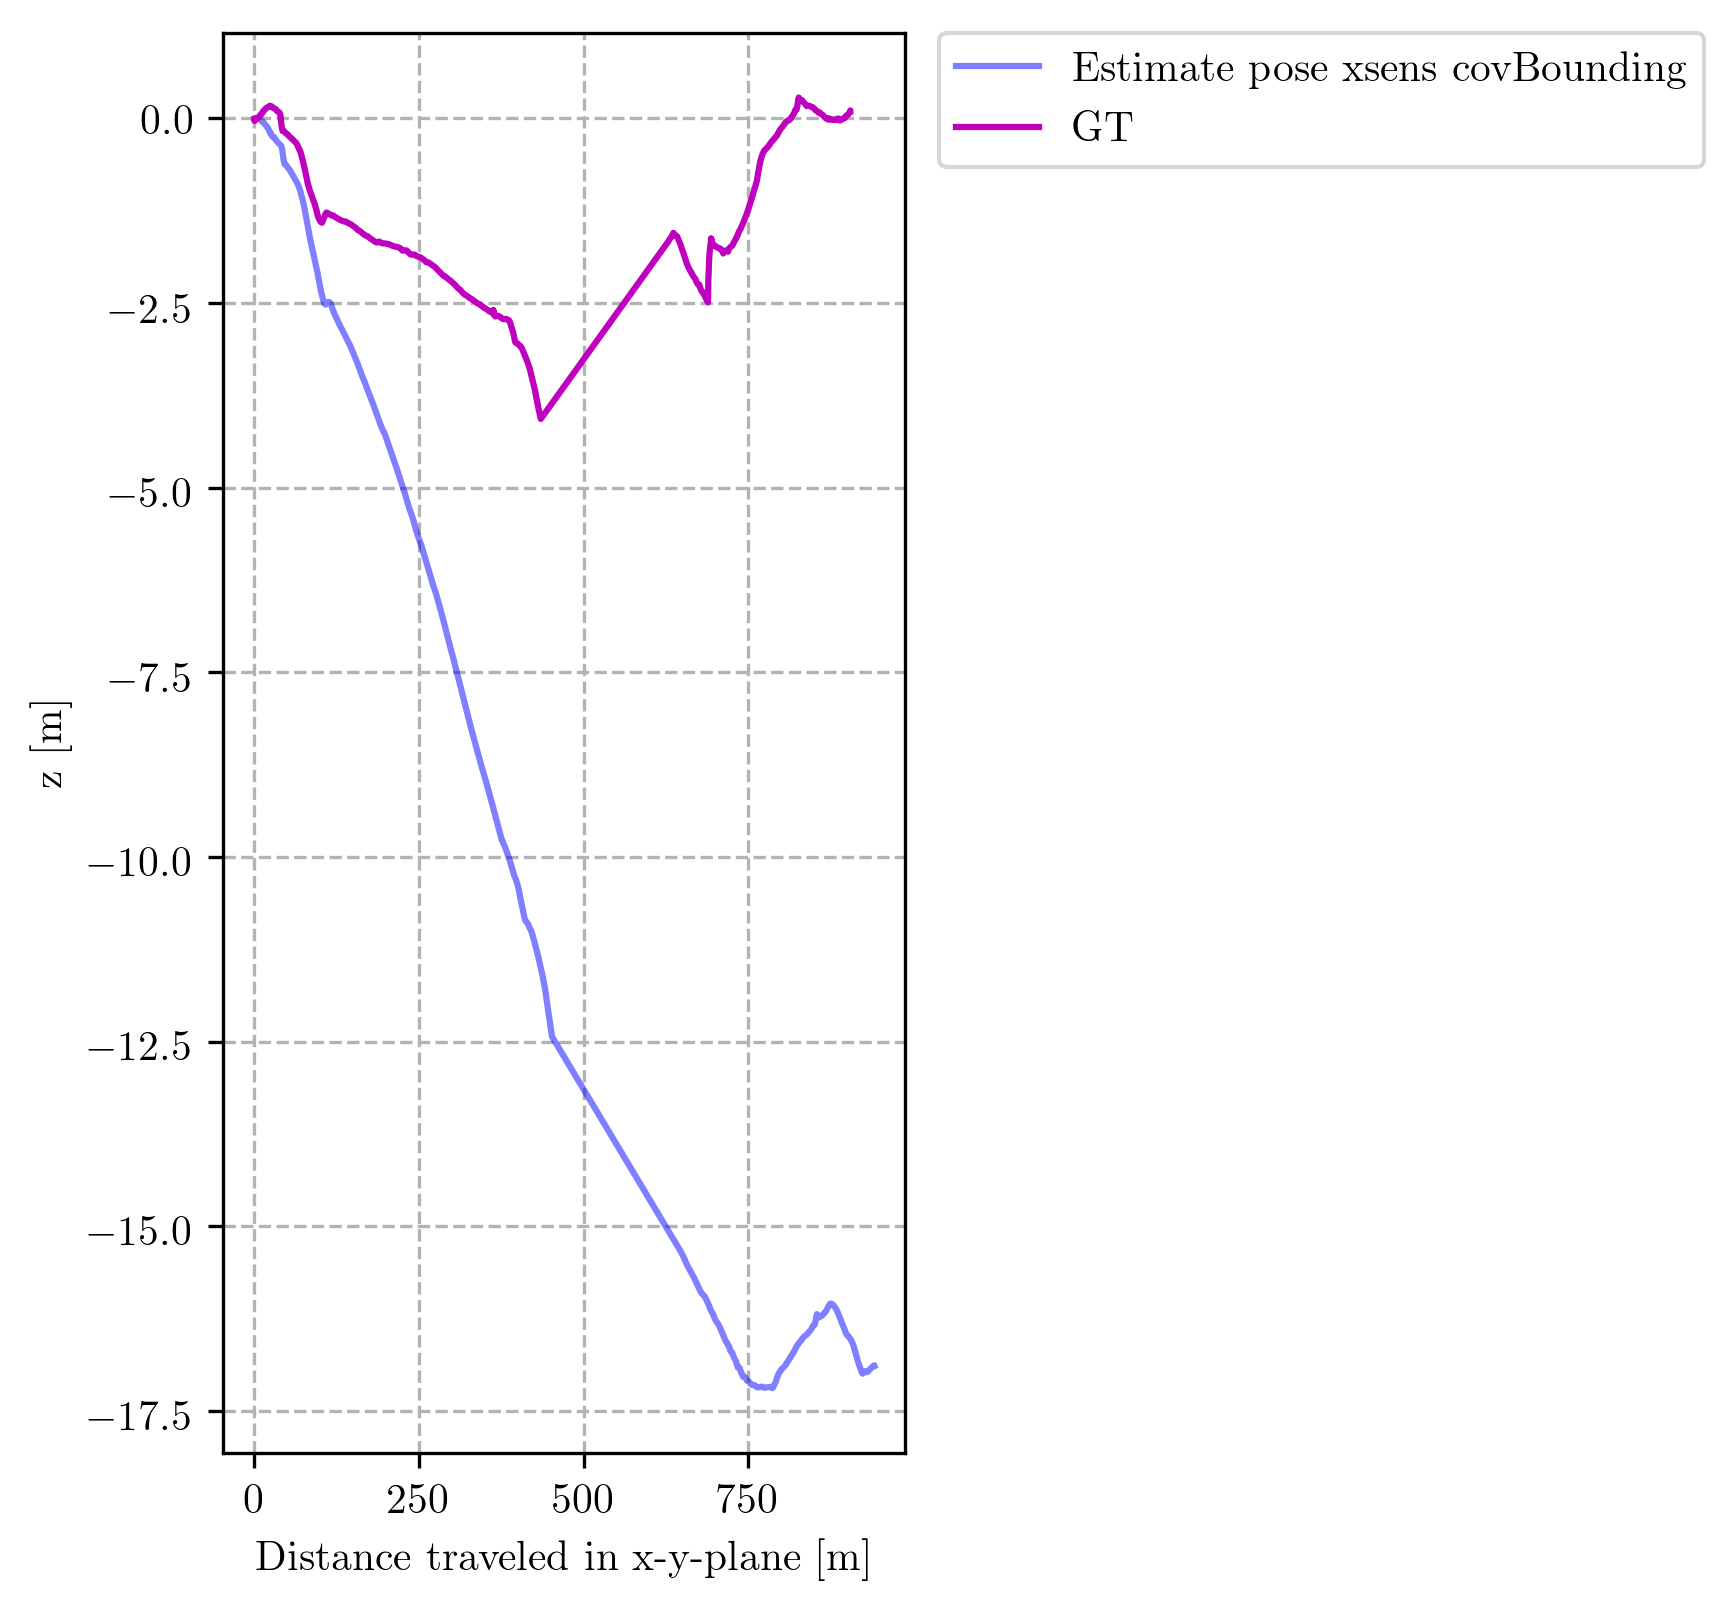 Estimate pose xsens covBounding
GT
0.0
−2.5
−5.0
−7.5
−10.0
−12.5
−15.0
−17.5
z [m]
0 250 500 750
Distance traveled in x-y-plane [m]